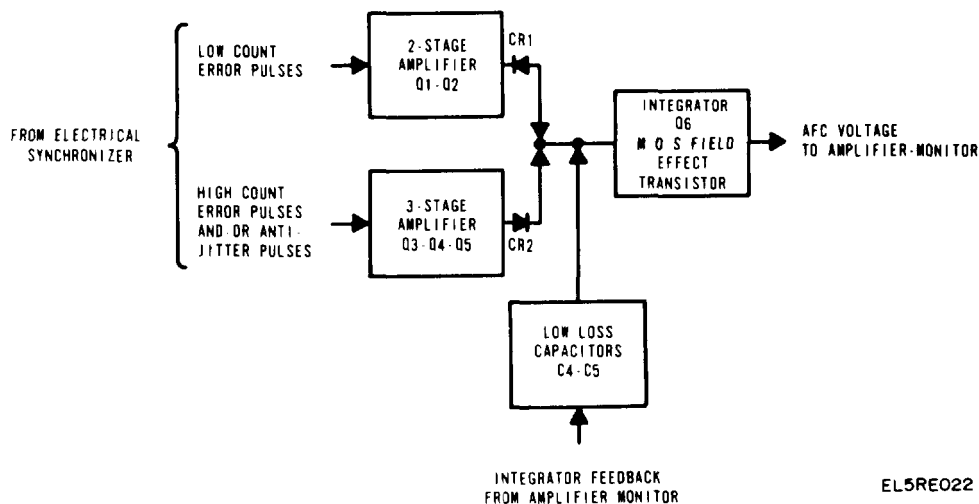 FROM ELECTRICAL
SYNCHRONIZER
LOW COUNT
ERROR PULSES
HIGH COUNT
ERROR PULSES
AND-OR ANTI-
JITTER PULSES
2-STAGE
AMPLIFIER
Q1-Q2
CR1
3-STAGE
AMPLIFIER
Q3-Q4-Q5
CR2
INTEGRATOR
Q6
M O S FIELD
EFFECT
TRANSISTOR
AFC VOLTAGE
TO AMPLIFIER-MONITOR
LOW LOSS
CAPACITORS
C4-C5
INTEGRATOR FEEDBACK
FROM AMPLIFIER MONITOR
EL5RE022